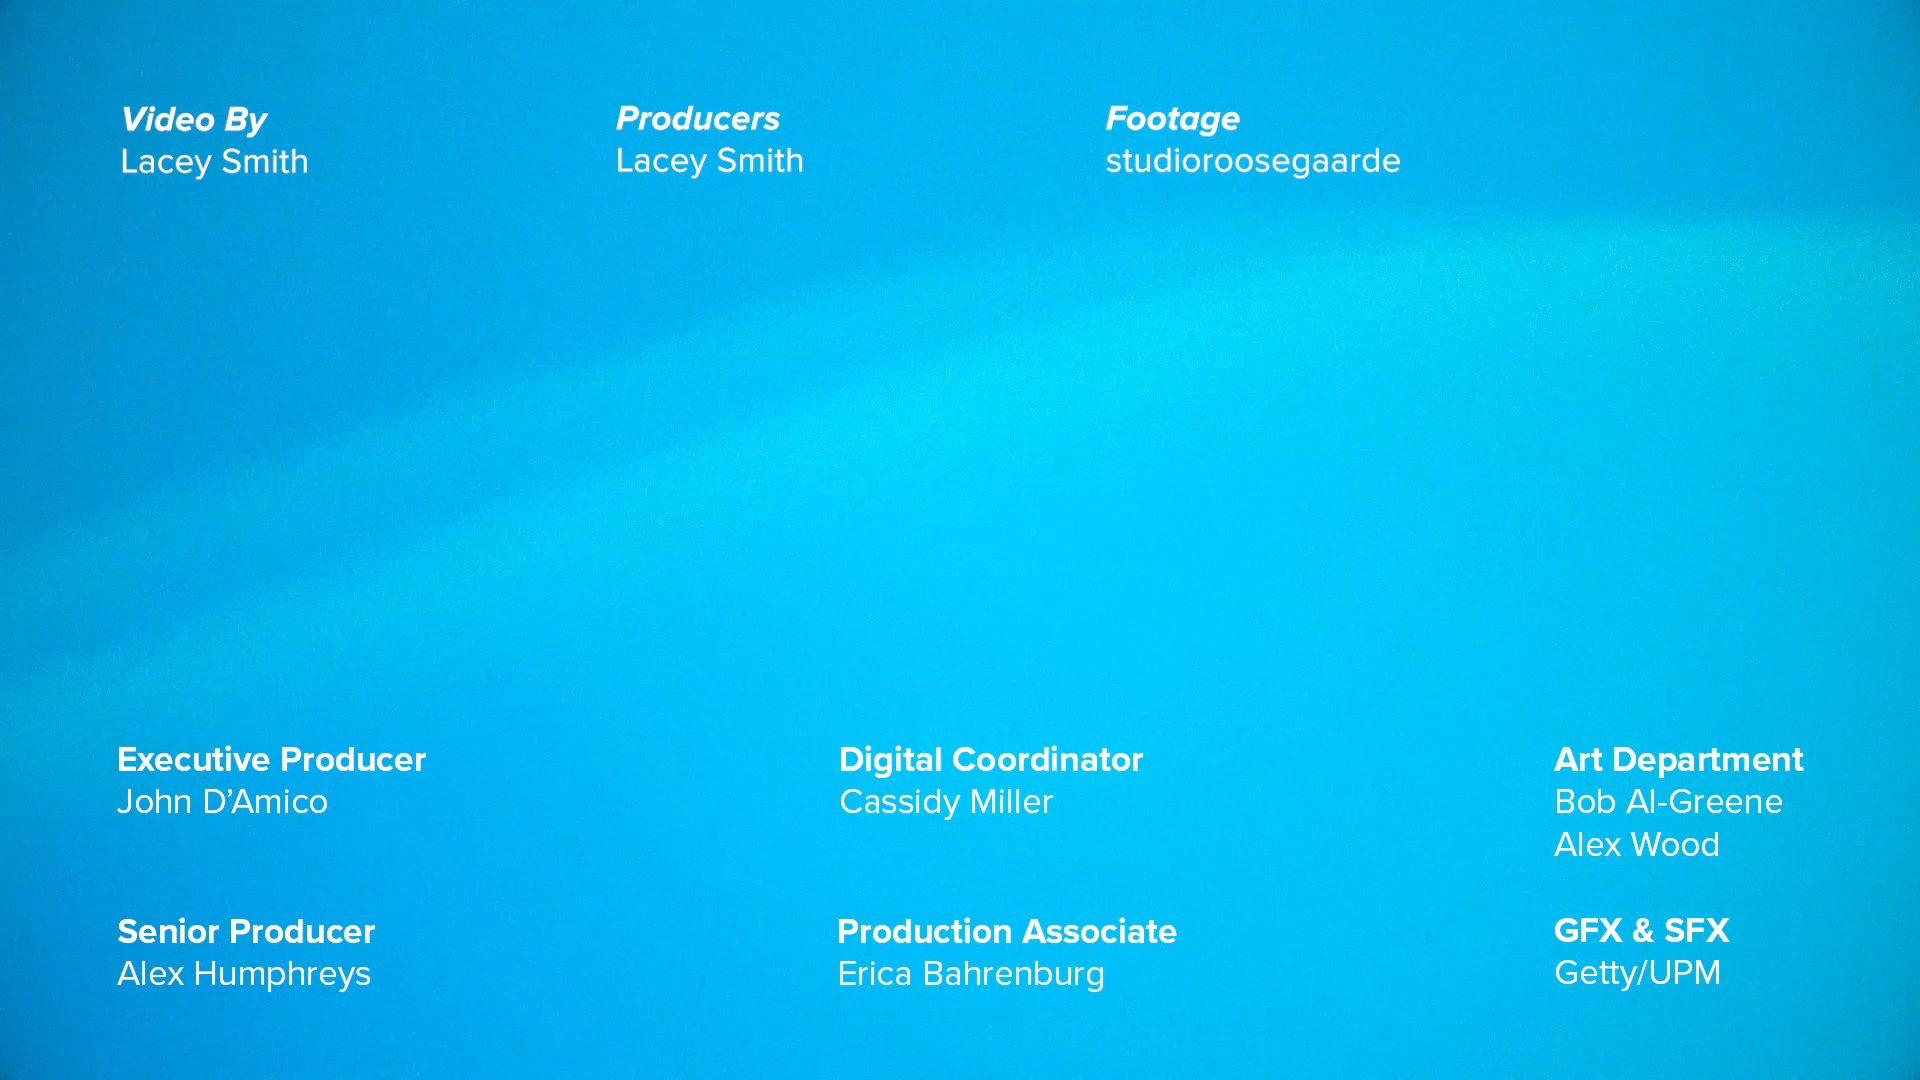 Video By
Lacey Smith
Producers
Lacey Smith
Footage
studioroosegaarde
Executive Producer
John D’Amico
Digital Coordinator
Cassidy Miller
Art Department
Bob Al-Greene
Alex Wood
Senior Producer
Alex Humphreys
Production Associate
Erica Bahrenburg
GFX & SFX
Getty/UPM